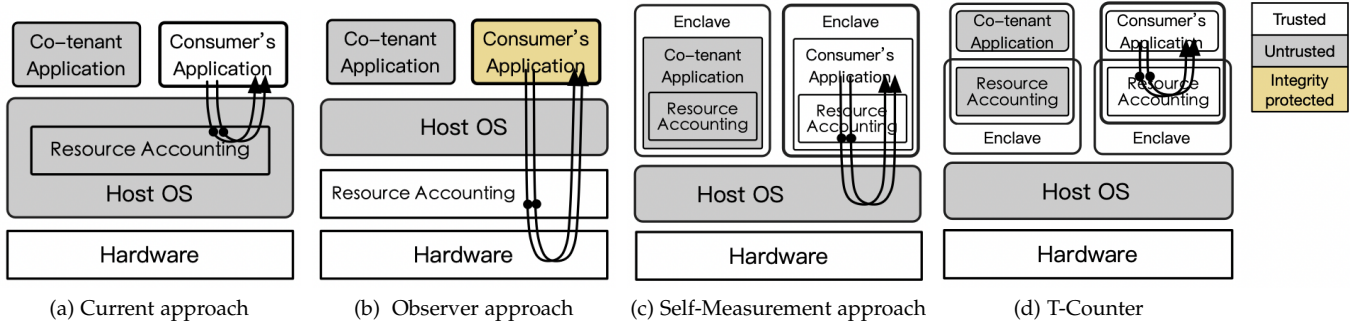 Co-tenant
Application
Consumer's
Application
Resource Accounting
Host OS
Hardware
(a) Current approach
Co-tenant
Application
Consumer's
Application
Host OS
Resource Accounting
Hardware
(b) Observer approach
Enclave
Co-tenant
Application
Resource
Accounting
Enclave
Consumer's
Application
Resource
Accounting
Host OS
Hardware
(c) Self-Measurement approach
Co-tenant
Application
Resource
Accounting
Enclave
Consumer's
Application
Resource
Accounting
Enclave
Host OS
Hardware
(d) T-Counter
Trusted
Untrusted
Integrity
protected